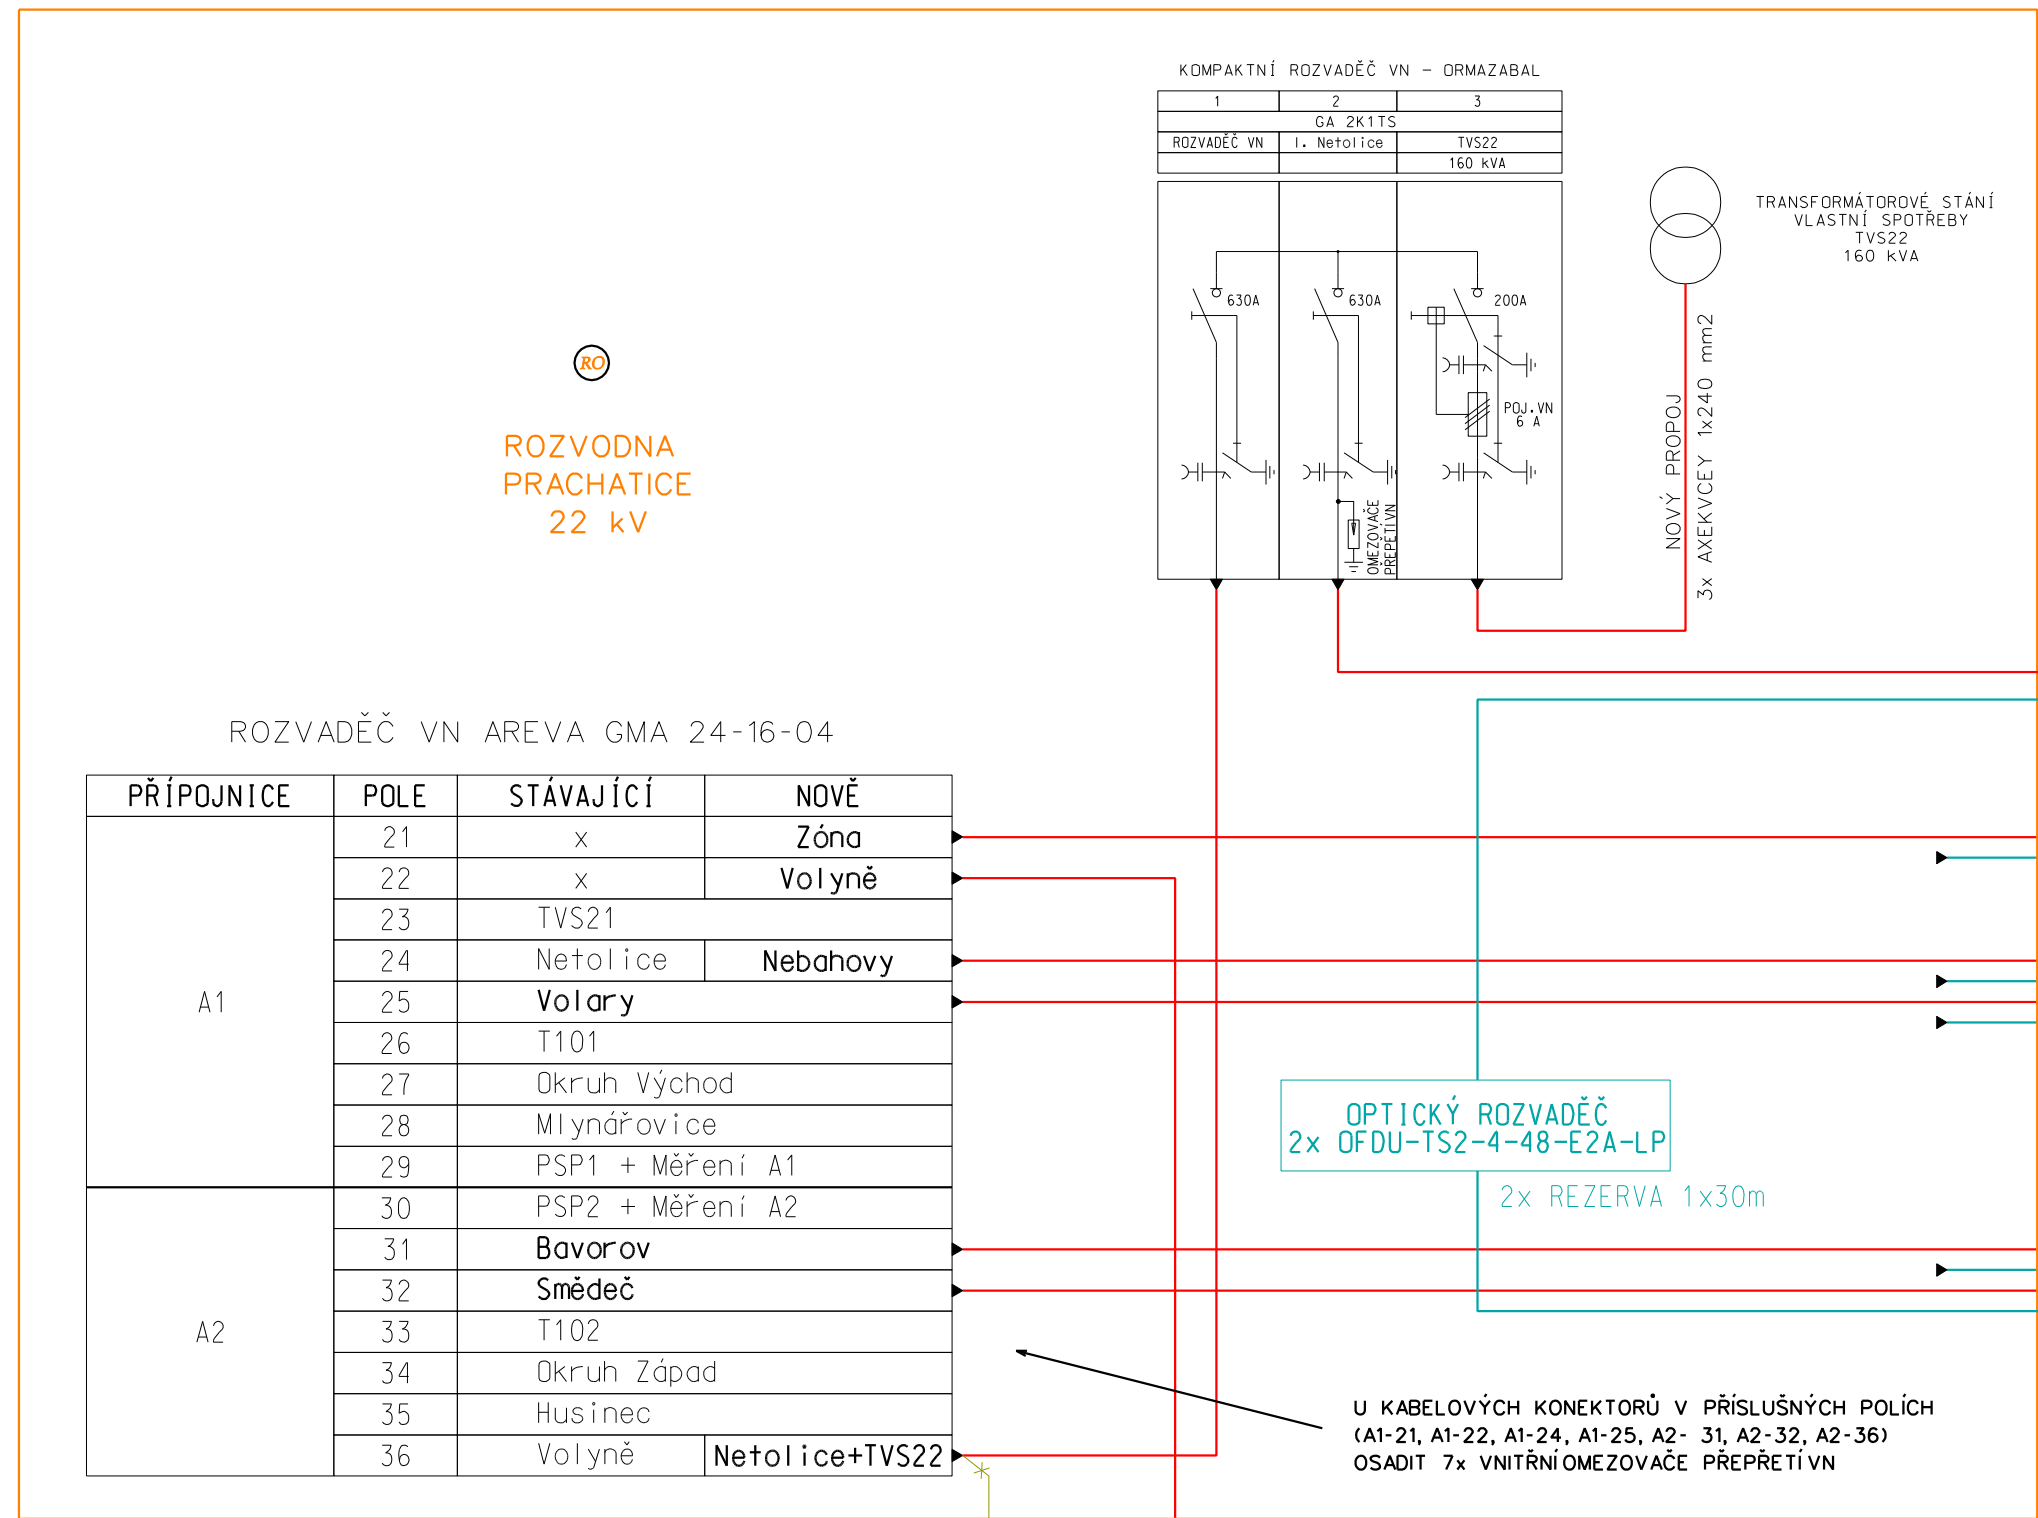 KOMPAKTNÍ ROZVADĚČ VN - ORMAZABAL
1 2 3
GA 2K1TS
ROZVADĚČ VN l. Netolice TVS22
160 kVA
TRANSFORMÁTOROVÉ STÁNÍ
VLASTNÍ SPOTŘEBY
TVS22
160 kVA
630A 630A 200A
POJ.VN
6 A
OMEZOVAČE
PŘEPĚTÍ VN
NOVÝ PROPOJ
3x AXEKVCEY 1x240 mm2
RO
ROZVODNA
PRACHATICE
22 kV
ROZVADĚČ VN AREVA GMA 24-16-04
PŘÍPOJNICE POLE STÁVAJÍCÍ NOVĚ
A1
21 x Zóna
22 x Volyně
23 TVS21
24 Netolice Nebahovy
25 Volary
26 T101
27 Okruh Východ
28 Mlynářovice
29 PSP1 + Měření A1
A2
30 PSP2 + Měření A2
31 Bavorov
32 Smědeč
33 T102
34 Okruh Západ
35 Husinec
36 Volyně Netolice+TVS22
OPTICKÝ ROZVADĚČ
2x OFDU-TS2-4-48-E2A-LP
2x REZERVA 1x30m
U KABELOVÝCH KONEKTORŮ V PŘÍSLUŠNÝCH POLÍCH
(A1-21, A1-22, A1-24, A1-25, A2- 31, A2-32, A2-36)
OSADIT 7x VNITŘNÍ OMEZOVAČE PŘEPŘETÍ VN